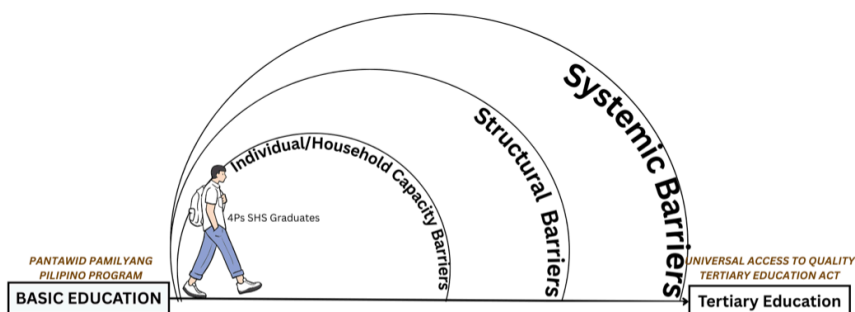 Systemic Barriers
Structural Barriers
Individual/Household Capacity Barriers
4Ps SHS Graduates
PANTAWID PAMILYANG
PILIPINO PROGRAM
BASIC EDUCATION
UNIVERSAL ACCESS TO QUALITY
TERTIARY EDUCATION ACT
Tertiary Education